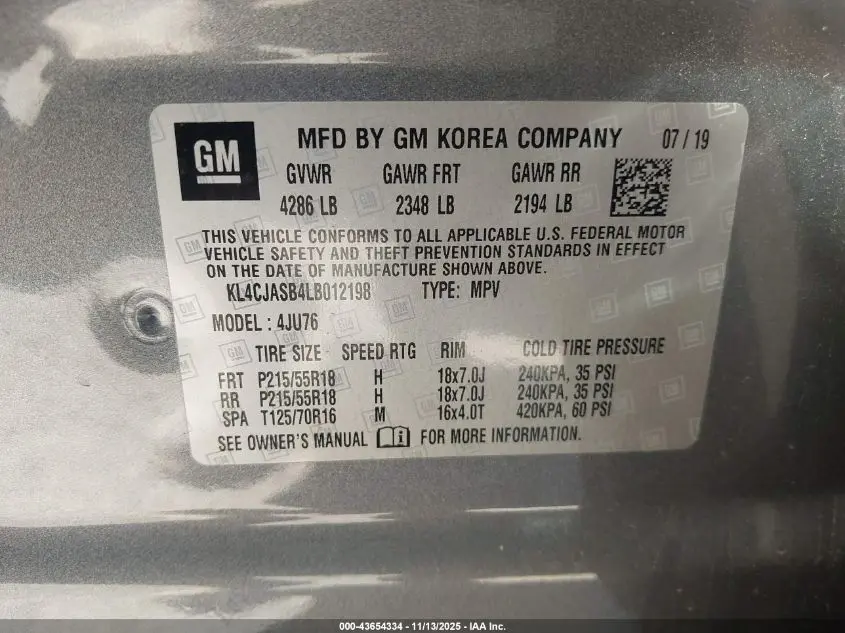 GM MFD BY GM KOREA COMPANY 07 / 19
GVWR GAWR FRT GAWR RR
4286 LB 2348 LB 2194 LB
THIS VEHICLE CONFORMS TO ALL APPLICABLE U.S. FEDERAL MOTOR
VEHICLE SAFETY AND THEFT PREVENTION STANDARDS IN EFFECT
ON THE DATE OF MANUFACTURE SHOWN ABOVE.
KL4CJASB4LB012198 TYPE: MPV
MODEL : 4JU76
TIRE SIZE SPEED RTG RIM COLD TIRE PRESSURE
FRT P215/55R18 H 18x7.0J 240KPA, 35 PSI
RR P215/55R18 H 18x7.0J 240KPA, 35 PSI
SPA T125/70R16 M 16x4.0T 420KPA, 60 PSI
SEE OWNER'S MANUAL FOR MORE INFORMATION.
000-43654334 - 11/13/2025 - IAA Inc.